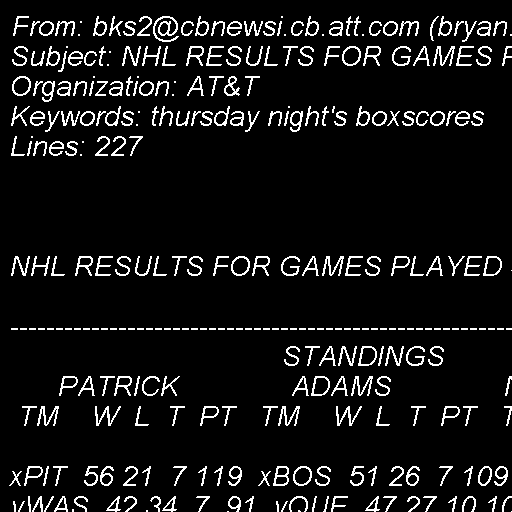 From: bks2@cbnewsi.cb.att.com (bryan.
Subject: NHL RESULTS FOR GAMES P
Organization: AT&T
Keywords: thursday night's boxscores
Lines: 227
NHL RESULTS FOR GAMES PLAYED
--------------------------------------------------------
STANDINGS
PATRICK ADAMS
TM W L T PT TM W L T PT
xPIT 56 21 7 119 xBOS 51 26 7 109
yWAS 42 34 7 91 yQUE 47 27 10 10